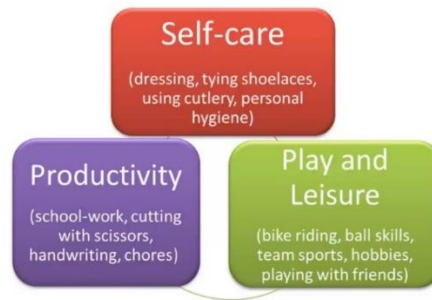 Self-care
(dressing, tying shoelaces,
using cutlery, personal
hygiene)
Productivity
(school-work, cutting
with scissors,
handwriting, chores)
Play and
Leisure
(bike riding, ball skills,
team sports, hobbies,
playing with friends)